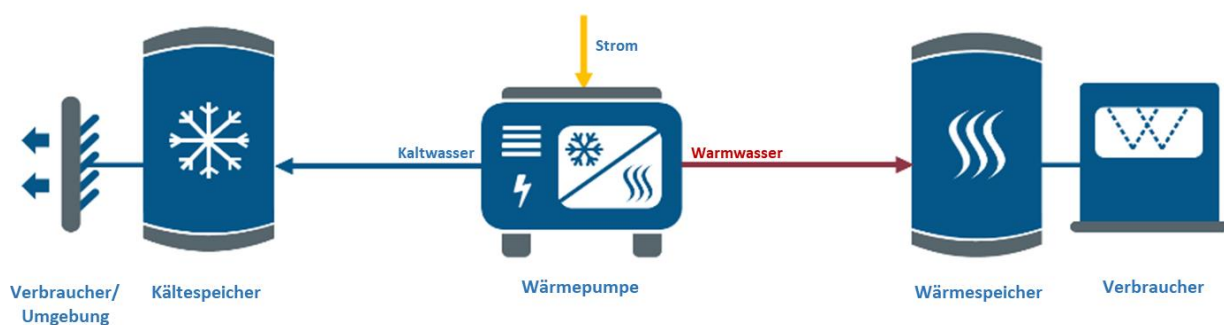 Strom
Kaltwasser
Warmwasser
Verbraucher/
Umgebung
Kältespeicher
Wärmepumpe
Wärmespeicher
Verbraucher